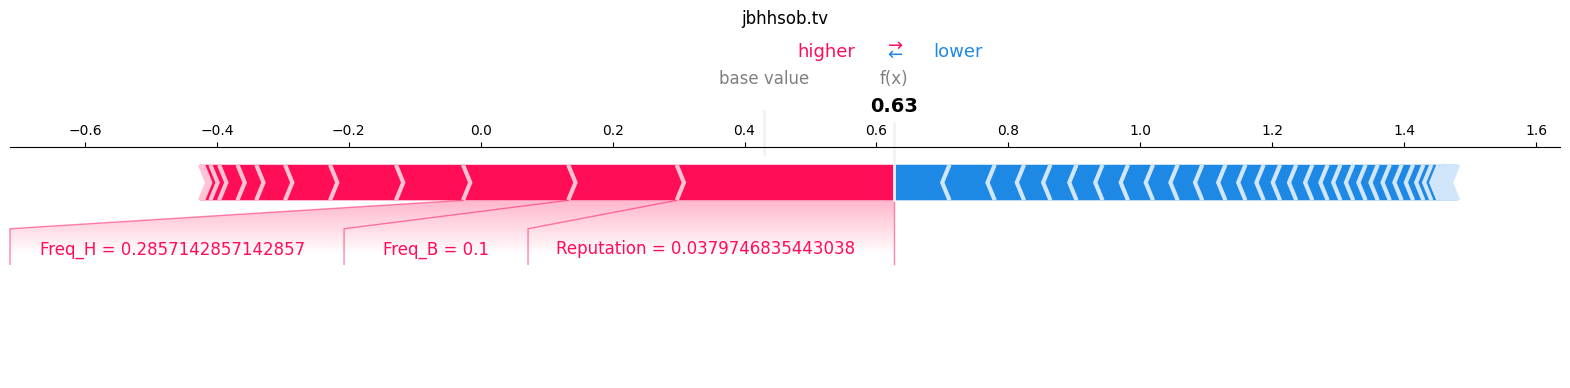 jbhhsob.tv
higher ⇄ lower
base value f(x)
0.63
−0.6 −0.4 −0.2 0.0 0.2 0.4 0.6 0.8 1.0 1.2 1.4 1.6
Freq_H = 0.2857142857142857 Freq_B = 0.1 Reputation = 0.0379746835443038